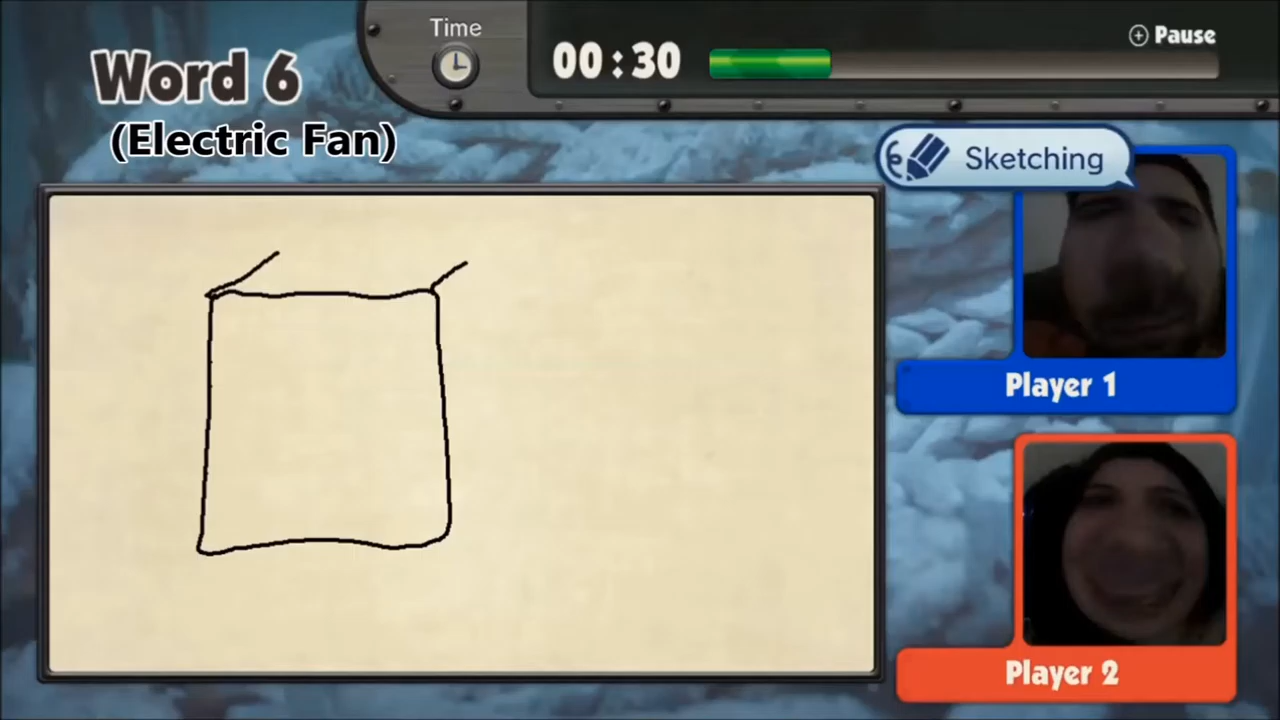 Time
00:30
Pause
Word 6
(Electric Fan)
Sketching
Player 1
Player 2